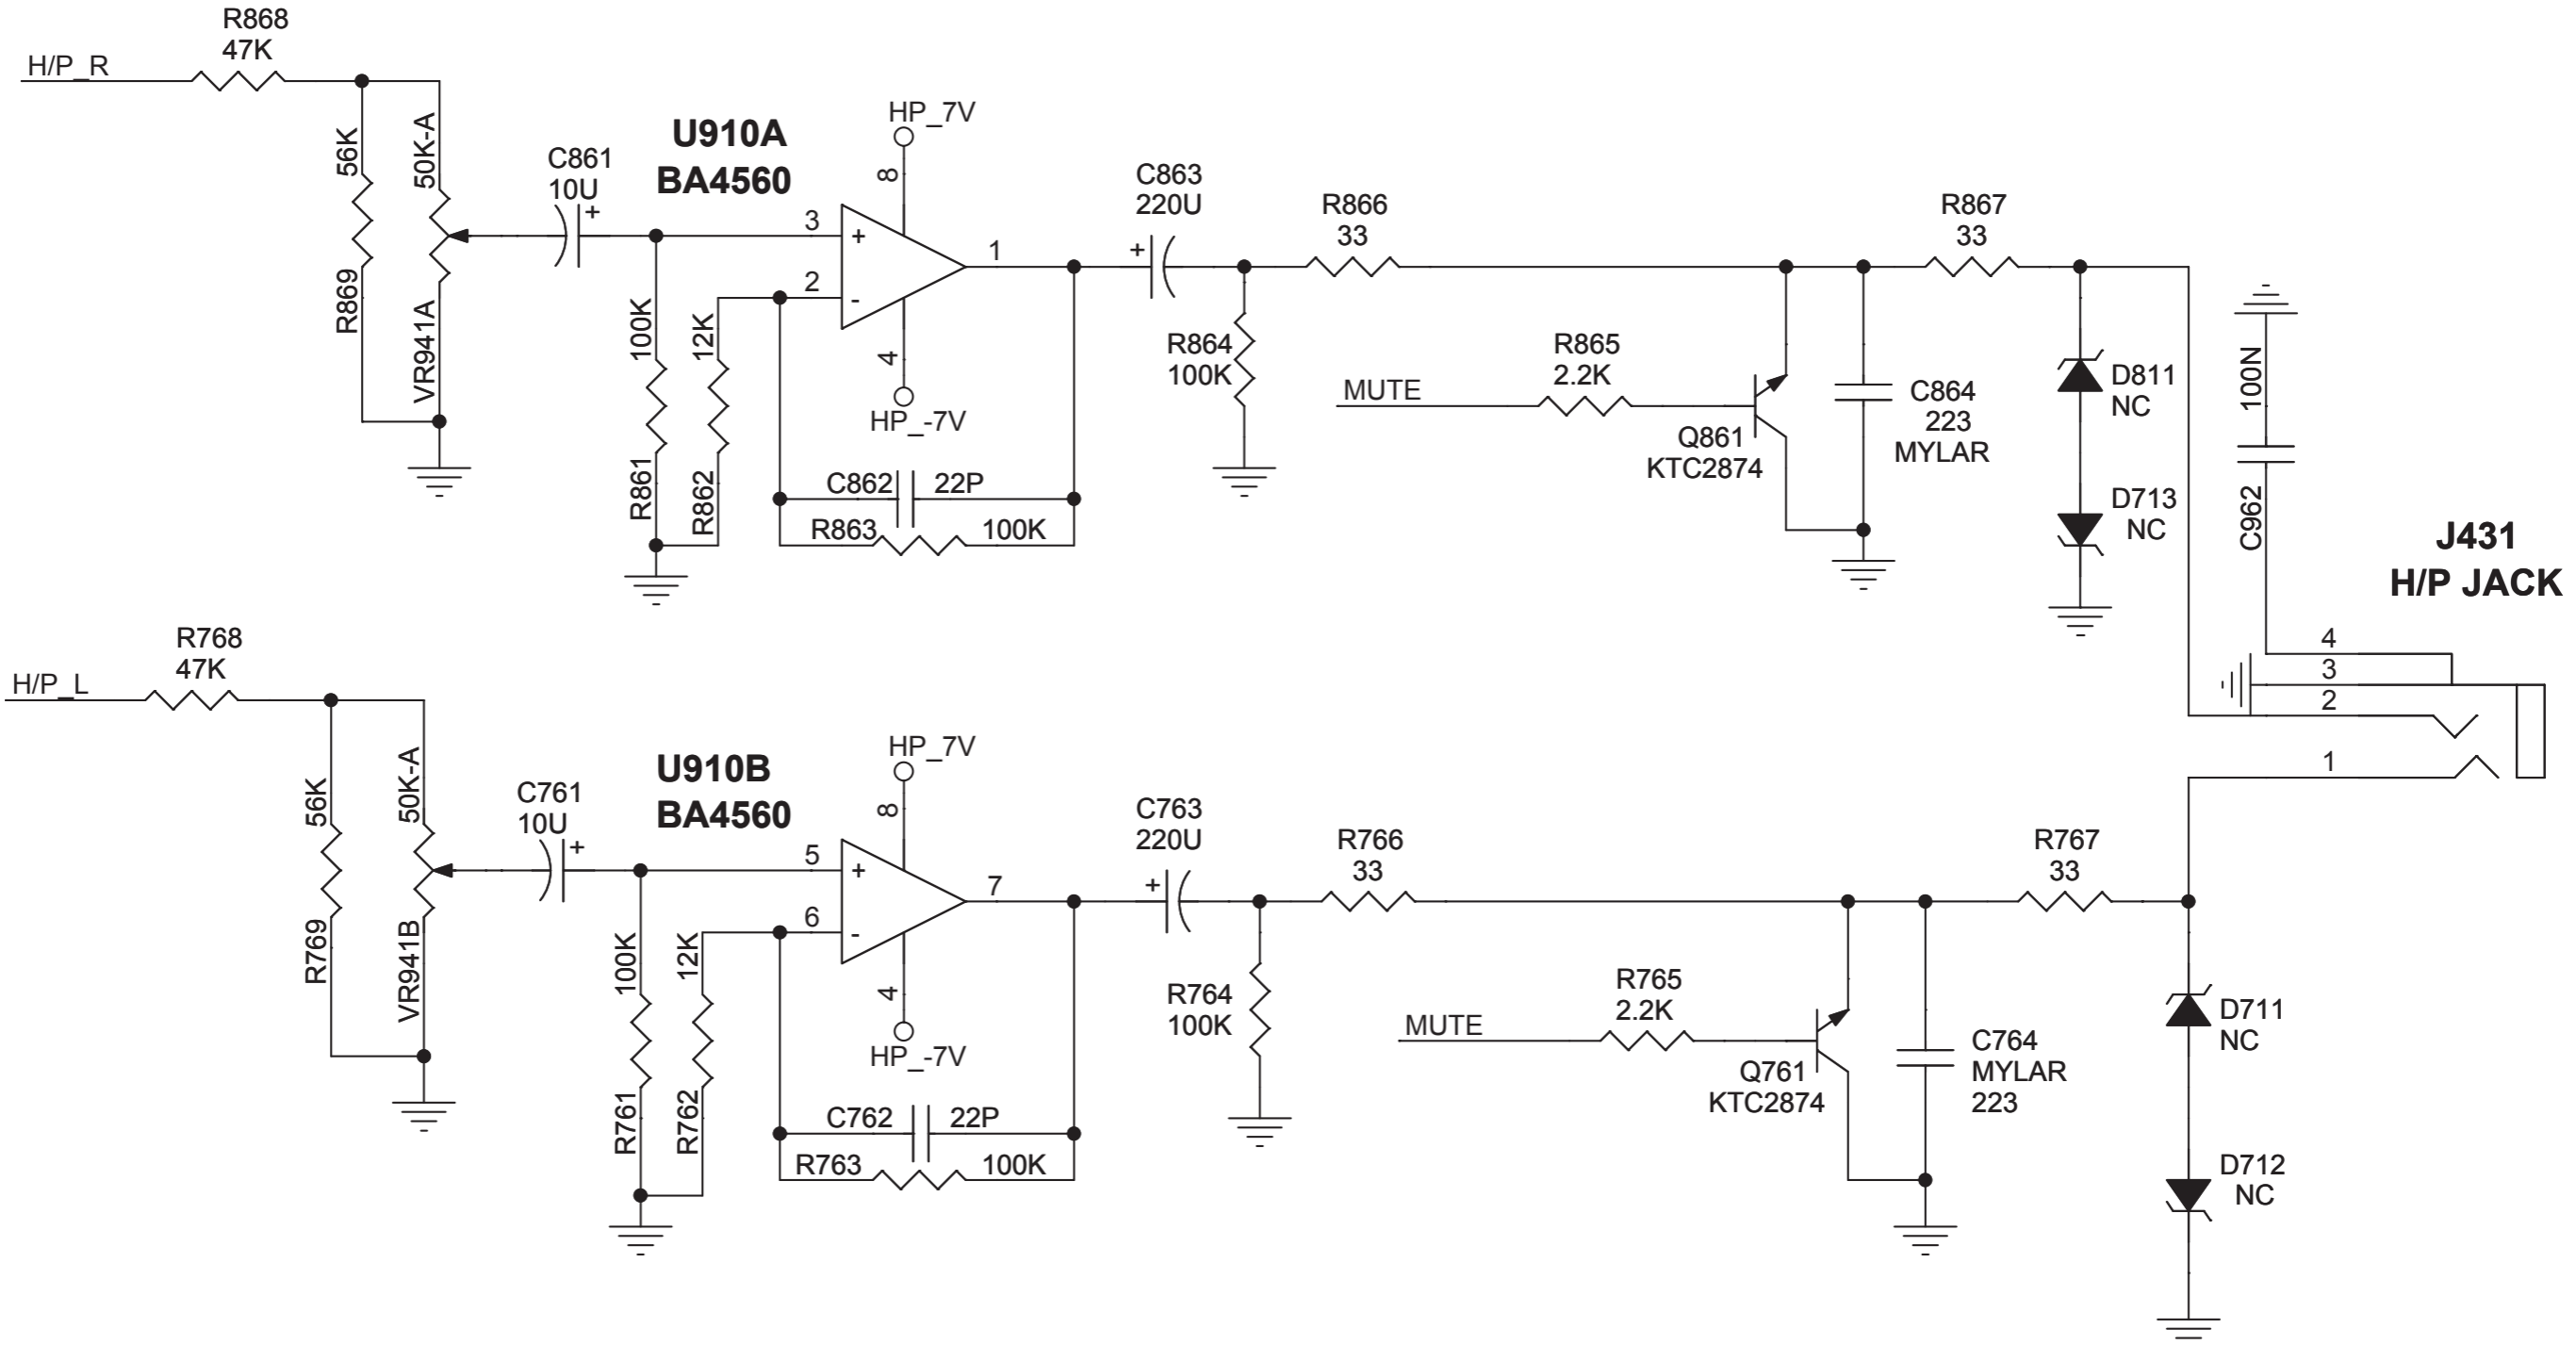 R868
47K
H/P_R
56K
R869
50K-A
VR941A
C861
10U
+
U910A
BA4560
HP_7V
8
3
+
2
-
1
4
HP_-7V
100K
R861
12K
R862
C862
22P
R863
100K
C863
220U
+
R864
100K
R866
33
R865
2.2K
MUTE
Q861
KTC2874
C864
223
MYLAR
R867
33
D811
NC
D713
NC
100N
C962
J431
H/P JACK
4
3
2
1
R768
47K
H/P_L
56K
R769
50K-A
VR941B
C761
10U
+
U910B
BA4560
HP_7V
8
5
+
6
-
7
4
HP_-7V
100K
R761
12K
R762
C762
22P
R763
100K
C763
220U
+
R764
100K
R766
33
R765
2.2K
MUTE
Q761
KTC2874
C764
MYLAR
223
R767
33
D711
NC
D712
NC